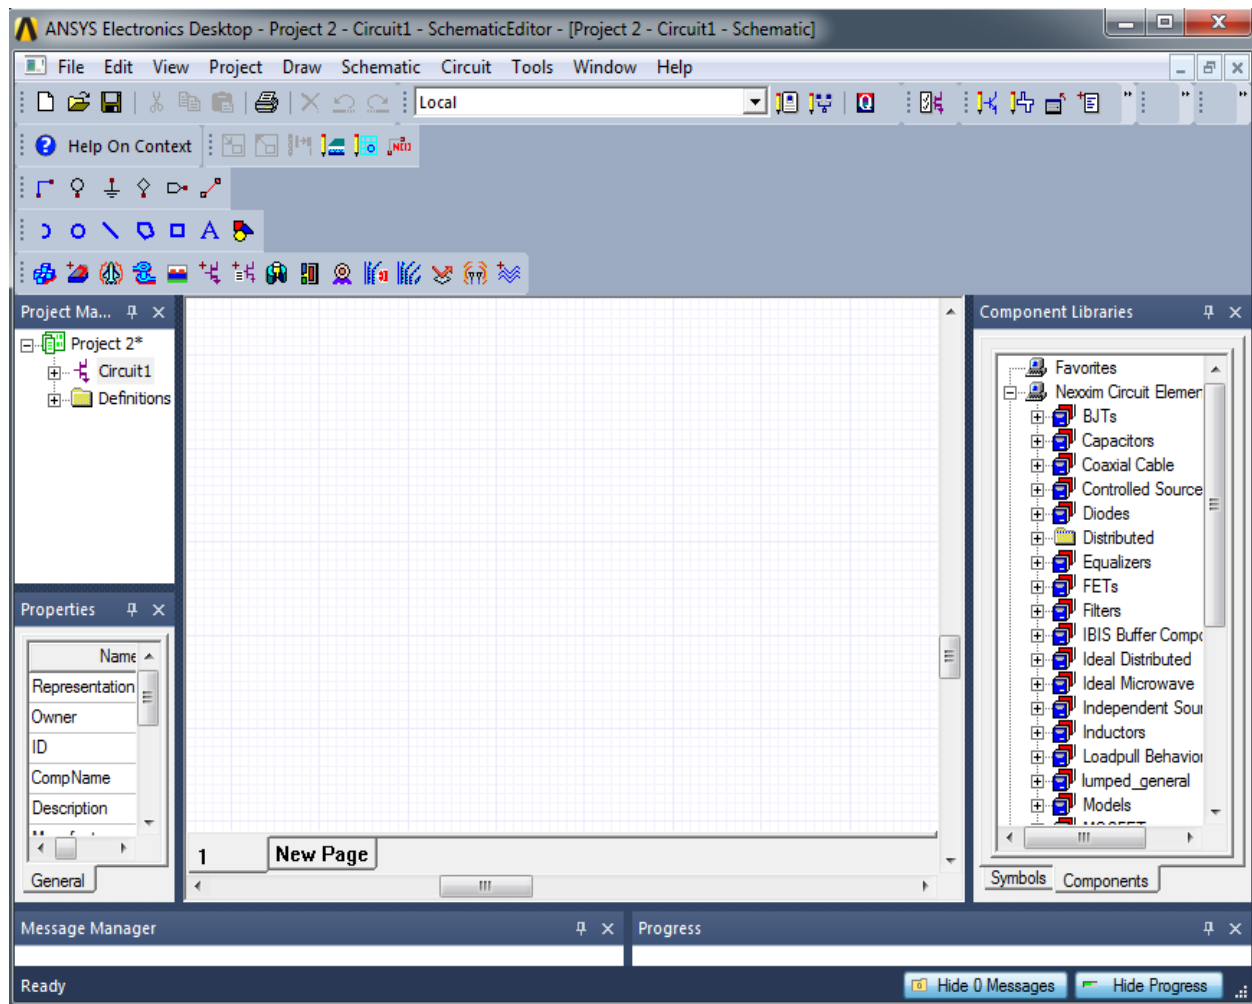 ANSYS Electronics Desktop - Project 2 - Circuit1 - SchematicEditor - [Project 2 - Circuit1 - Schematic]
File Edit View Project Draw Schematic Circuit Tools Window Help
Local
Help On Context
A
Project Ma...
Project 2*
Circuit1
Definitions
Properties
Name
Representation
Owner
ID
CompName
Description
General
1 New Page
Component Libraries
Favorites
Nexxim Circuit Elemen
BJTs
Capacitors
Coaxial Cable
Controlled Source
Diodes
Distributed
Equalizers
FETs
Filters
IBIS Buffer Compo
Ideal Distributed
Ideal Microwave
Independent Sour
Inductors
Loadpull Behavior
lumped_general
Models
Symbols Components
Message Manager
Progress
Ready
Hide 0 Messages
Hide Progress